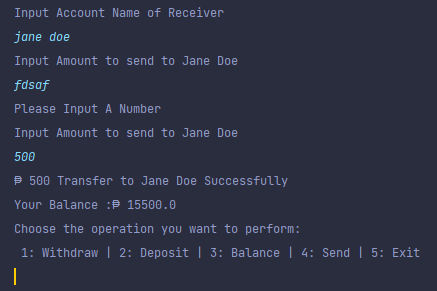 Input Account Name of Receiver
jane doe
Input Amount to send to Jane Doe
fdsaf
Please Input A Number
Input Amount to send to Jane Doe
500
₱ 500 Transfer to Jane Doe Successfully
Your Balance :₱ 15500.0
Choose the operation you want to perform:
1: Withdraw | 2: Deposit | 3: Balance | 4: Send | 5: Exit